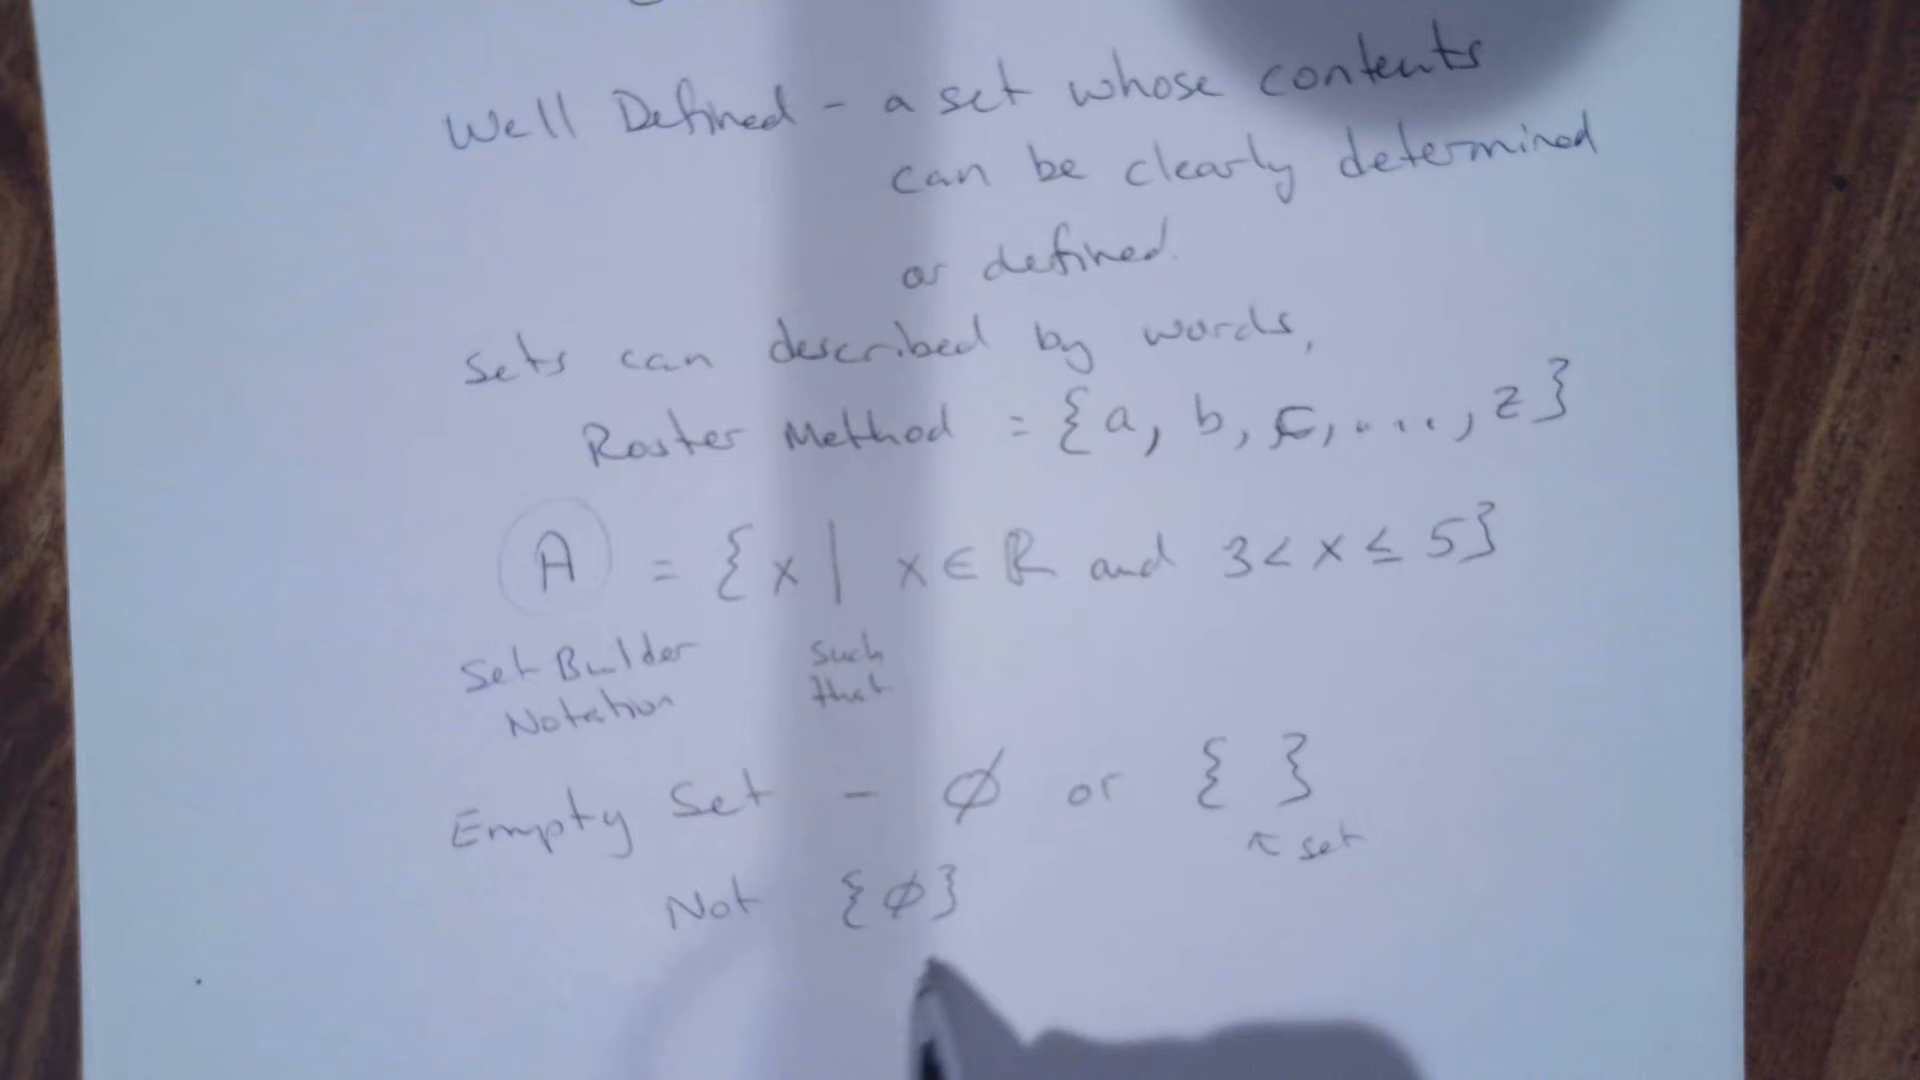 Well Defined - a set whose contents
can be clearly determined
or defined.
Sets can described by words,
Roster Method = {a, b, c, ...., z}
A = {x | x ∈ ℝ and 3 < x ≤ 5}
Set Builder Notation
such that
Empty Set - ∅ or { }
↖ set
Not {∅}